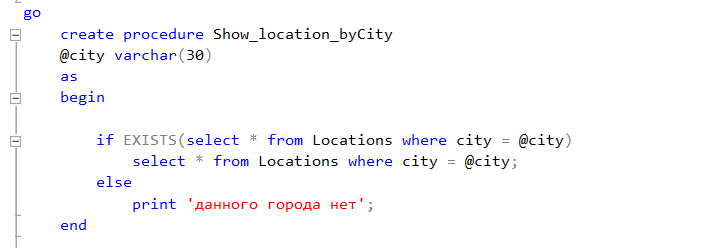 go
create procedure Show_location_byCity
@city varchar(30)
as
begin
if EXISTS(select * from Locations where city = @city)
select * from Locations where city = @city;
else
print 'данного города нет';
end